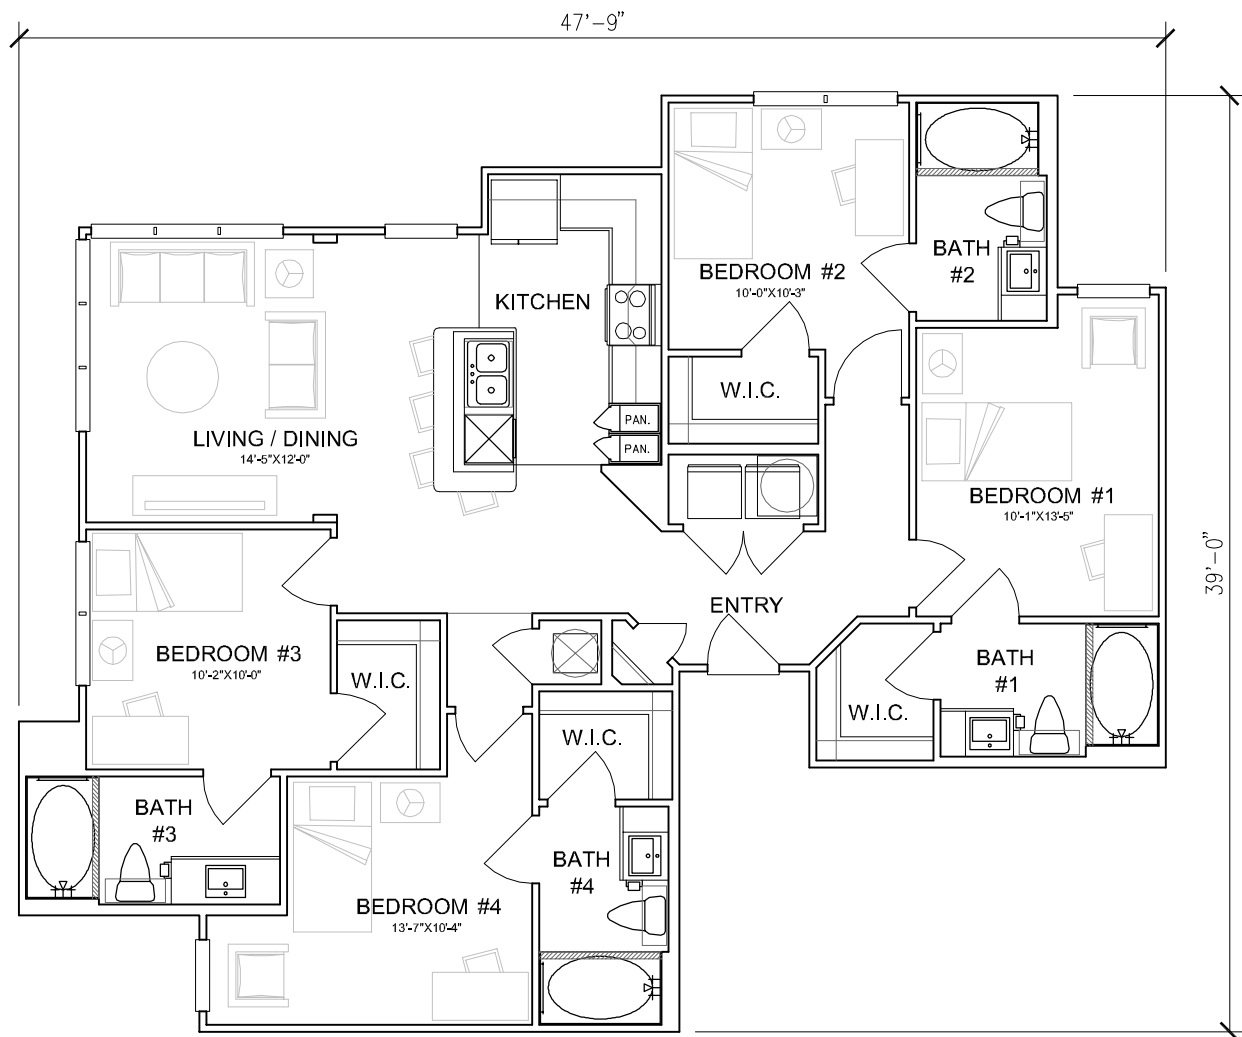 47'-9"
BEDROOM #2
10'-0"X10'-3"
BATH
#2
KITCHEN
W.I.C.
PAN.
PAN.
LIVING / DINING
14'-5"X12'-0"
BEDROOM #1
10'-1"X13'-5"
39'-0"
ENTRY
BEDROOM #3
10'-2"X10'-0"
W.I.C.
BATH
#1
W.I.C.
W.I.C.
BATH
#3
BATH
#4
BEDROOM #4
13'-7"X10'-4"